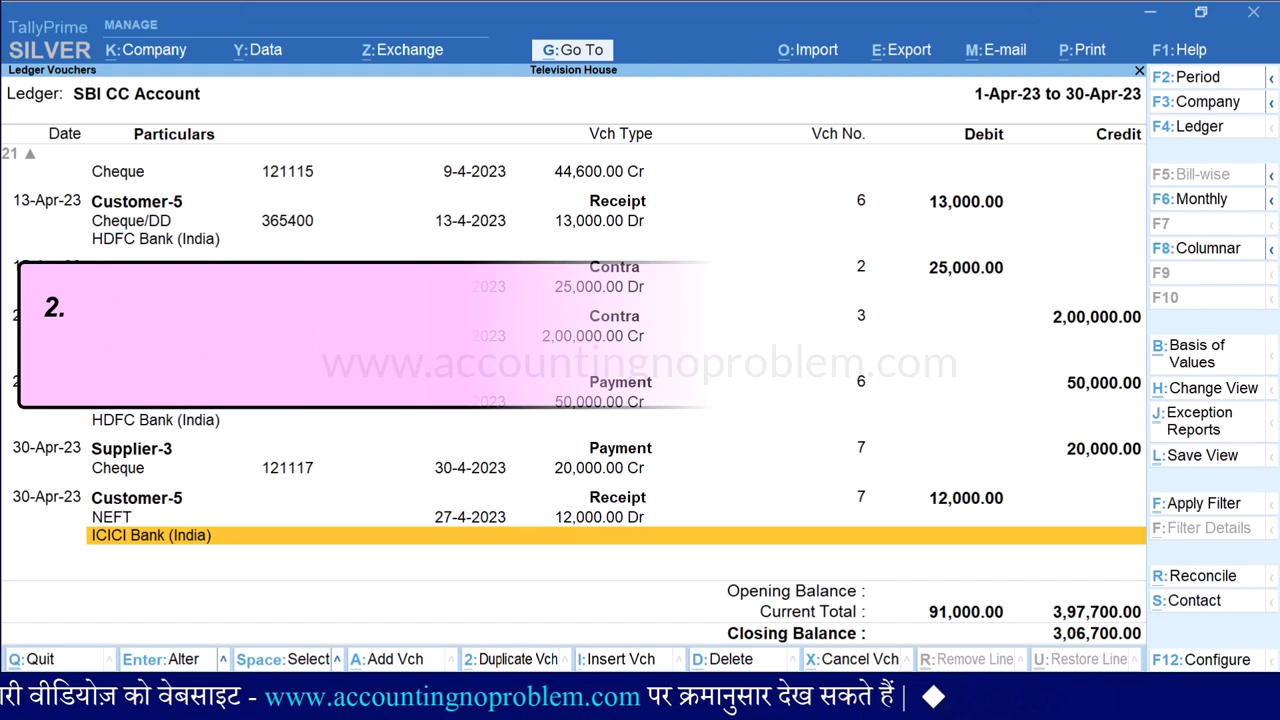 TallyPrime MANAGE
SILVER K:Company Y:Data Z:Exchange G:Go To O:Import E:Export M:E-mail P:Print F1:Help
Ledger Vouchers Television House
Ledger: SBI CC Account 1-Apr-23 to 30-Apr-23
Date Particulars Vch Type Vch No. Debit Credit
21 ▲
Cheque 121115 9-4-2023 44,600.00 Cr
13-Apr-23 Customer-5 Receipt 6 13,000.00
Cheque/DD 365400 13-4-2023 13,000.00 Dr
HDFC Bank (India)
Contra 2 25,000.00
2023 25,000.00 Dr
2.
Contra 3 2,00,000.00
2023 2,00,000.00 Cr
www.accountingnoproblem.com
Payment 6 50,000.00
2023 50,000.00 Cr
HDFC Bank (India)
30-Apr-23 Supplier-3 Payment 7 20,000.00
Cheque 121117 30-4-2023 20,000.00 Cr
30-Apr-23 Customer-5 Receipt 7 12,000.00
NEFT 27-4-2023 12,000.00 Dr
ICICI Bank (India)
Opening Balance :
Current Total : 91,000.00 3,97,700.00
Closing Balance : 3,06,700.00
F2:Period
F3:Company
F4:Ledger
F5:Bill-wise
F6:Monthly
F7
F8:Columnar
F9
F10
B:Basis of
Values
H:Change View
J:Exception
Reports
L:Save View
F:Apply Filter
F:Filter Details
R:Reconcile
S:Contact
Q:Quit Enter:Alter Space:Select A:Add Vch 2:Duplicate Vch I:Insert Vch D:Delete X:Cancel Vch R:Remove Line U:Restore Line F12:Configure
री वीडियोज़ को वेबसाइट - www.accountingnoproblem.com पर क्रमानुसार देख सकते हैं |